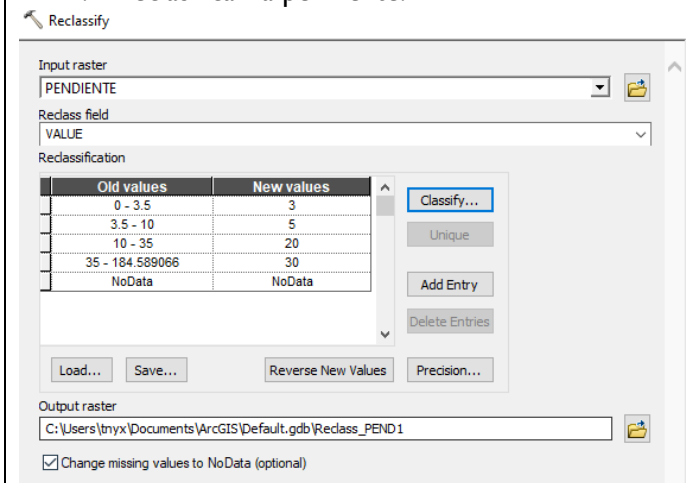 Reclassify
Input raster
PENDIENTE
Reclass field
VALUE
Reclassification
Old values New values
0 - 3.5 3
3.5 - 10 5
10 - 35 20
35 - 184.589066 30
NoData NoData
Classify...
Unique
Add Entry
Delete Entries
Load... Save... Reverse New Values Precision...
Output raster
C:\Users\tnyx\Documents\ArcGIS\Default.gdb\Reclass_PEND1
Change missing values to NoData (optional)